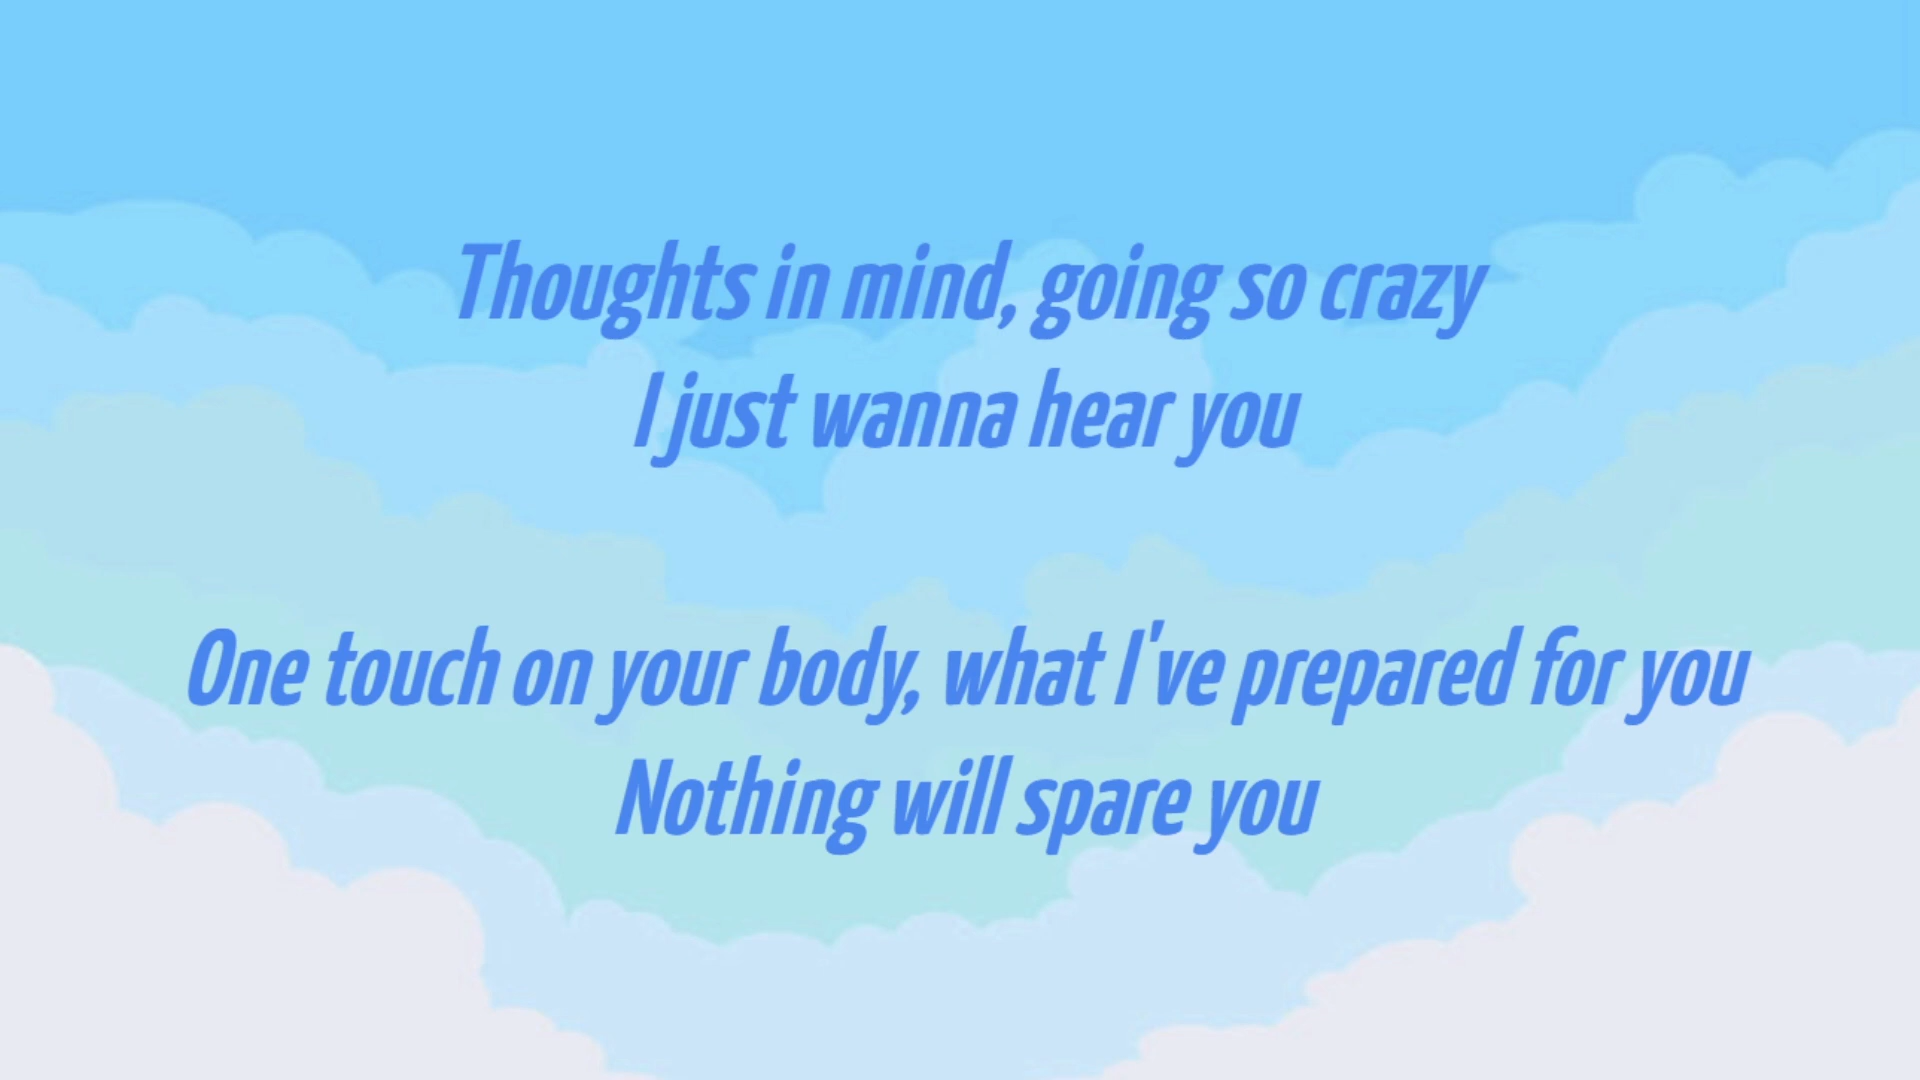 Thoughts in mind, going so crazy
I just wanna hear you
One touch on your body, what I've prepared for you
Nothing will spare you